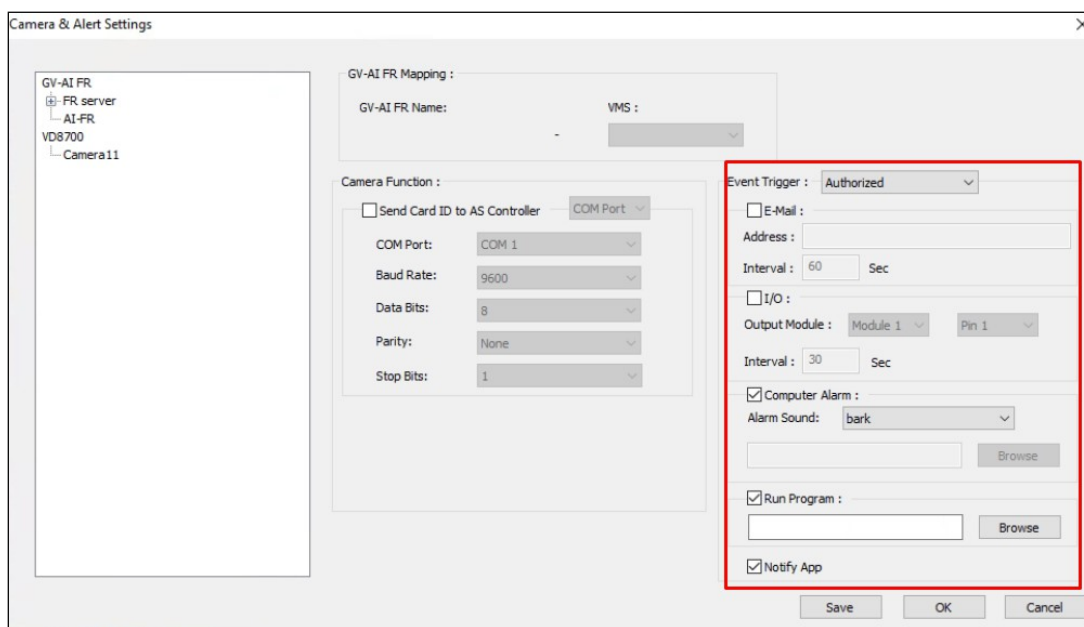 Camera & Alert Settings
GV-AI FR
FR server
AI-FR
VD8700
Camera11
GV-AI FR Mapping :
GV-AI FR Name: VMS :
-
Camera Function :
Send Card ID to AS Controller COM Port
COM Port: COM 1
Baud Rate: 9600
Data Bits: 8
Parity: None
Stop Bits: 1
Event Trigger : Authorized
E-Mail :
Address :
Interval : 60 Sec
I/O :
Output Module : Module 1 Pin 1
Interval : 30 Sec
Computer Alarm :
Alarm Sound: bark
Browse
Run Program :
Browse
Notify App
Save OK Cancel